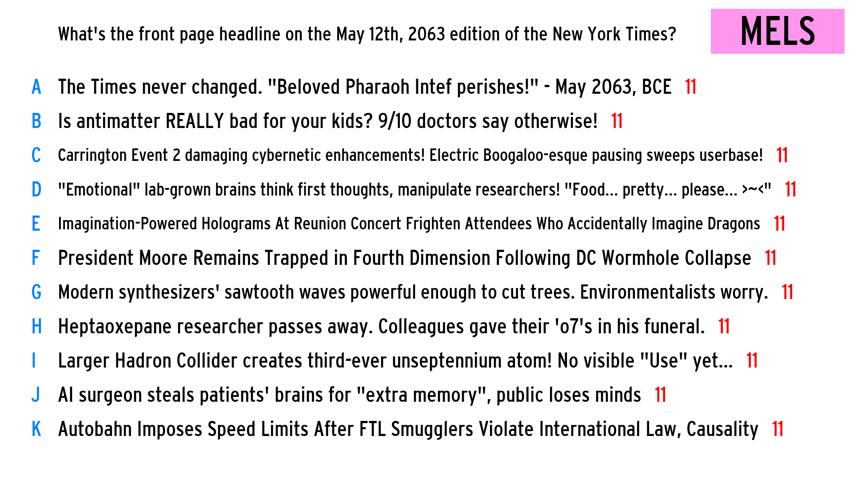 What's the front page headline on the May 12th, 2063 edition of the New York Times?
MELS
A The Times never changed. "Beloved Pharaoh Intef perishes!" - May 2063, BCE 11
B Is antimatter REALLY bad for your kids? 9/10 doctors say otherwise! 11
C Carrington Event 2 damaging cybernetic enhancements! Electric Boogaloo-esque pausing sweeps userbase! 11
D "Emotional" lab-grown brains think first thoughts, manipulate researchers! "Food... pretty... please... >~<" 11
E Imagination-Powered Holograms At Reunion Concert Frighten Attendees Who Accidentally Imagine Dragons 11
F President Moore Remains Trapped in Fourth Dimension Following DC Wormhole Collapse 11
G Modern synthesizers' sawtooth waves powerful enough to cut trees. Environmentalists worry. 11
H Heptaoxepane researcher passes away. Colleagues gave their 'o7's in his funeral. 11
I Larger Hadron Collider creates third-ever unseptennium atom! No visible "Use" yet... 11
J AI surgeon steals patients' brains for "extra memory", public loses minds 11
K Autobahn Imposes Speed Limits After FTL Smugglers Violate International Law, Causality 11